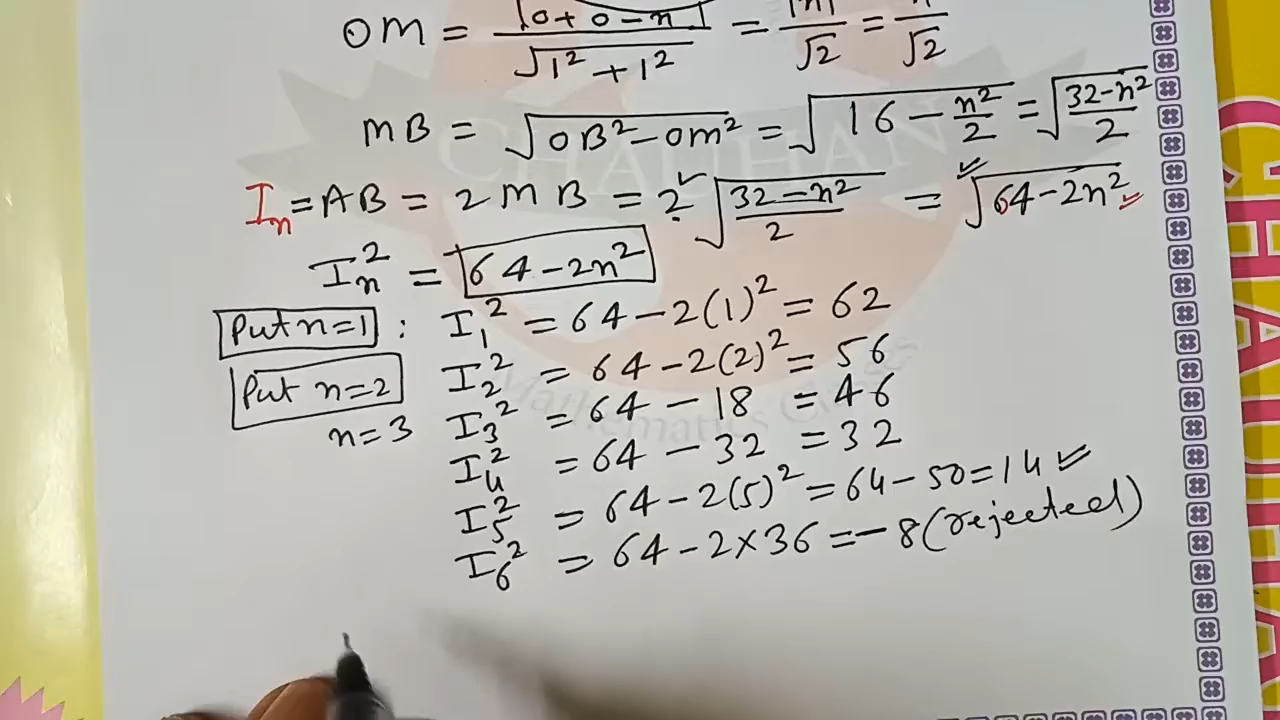 OM = |0+0-n| / √1²+1² = |n| / √2 = n / √2
MB = √OB²-OM² = √16 - n²/2 = √32-n²/2
Iₙ = AB = 2MB = 2√32-n²/2 = √64-2n²
Iₙ² = 64-2n²
Put n=1 : I₁² = 64-2(1)² = 62
Put n=2 I₂² = 64-2(2)² = 56
n=3 I₃² = 64-18 = 46
I₄² = 64-32 = 32
I₅² = 64-2(5)² = 64-50=14
I₆² = 64-2×36 = -8 (rejected)
CHAUHAN
Mathematics